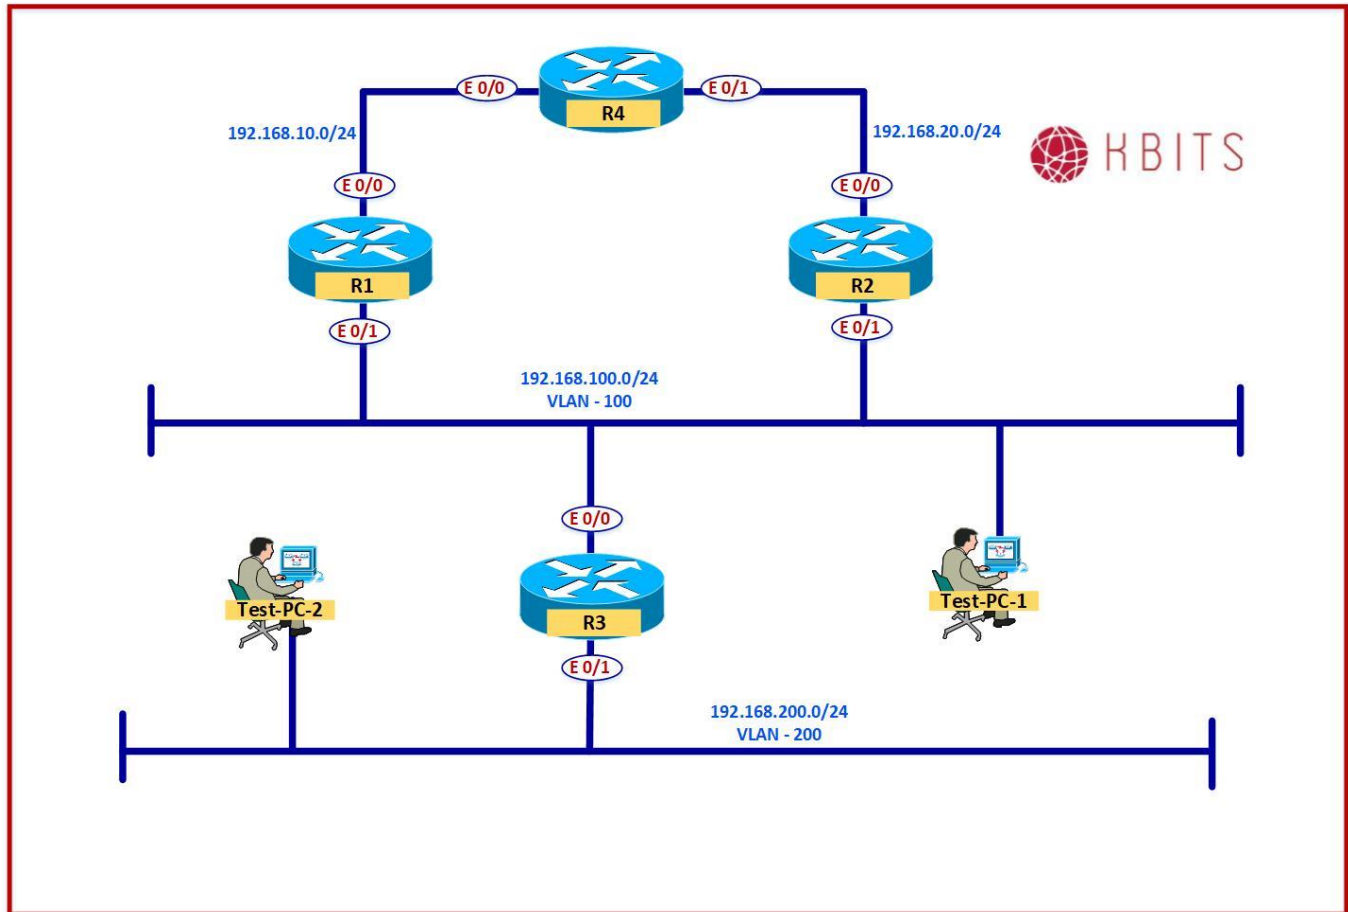 E 0/0
R4
E 0/1
192.168.10.0/24
192.168.20.0/24
KBITS
E 0/0
E 0/0
R1
R2
E 0/1
E 0/1
192.168.100.0/24
VLAN - 100
E 0/0
Test-PC-2
R3
Test-PC-1
E 0/1
192.168.200.0/24
VLAN - 200